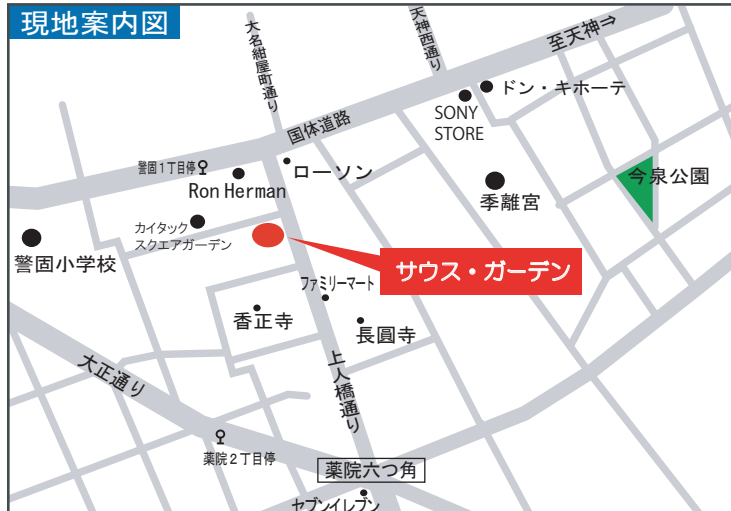 現地案内図
大名紺屋町通り
天神西通り
至天神⇒
国体道路
ドン・キホーテ
SONY
STORE
警固1丁目停
ローソン
Ron Herman
季離宮
今泉公園
カイタック
スクエアガーデン
警固小学校
サウス・ガーデン
ファミリーマート
香正寺
長圓寺
上人橋通り
大正通り
薬院2丁目停
薬院六つ角
セブンイレブン